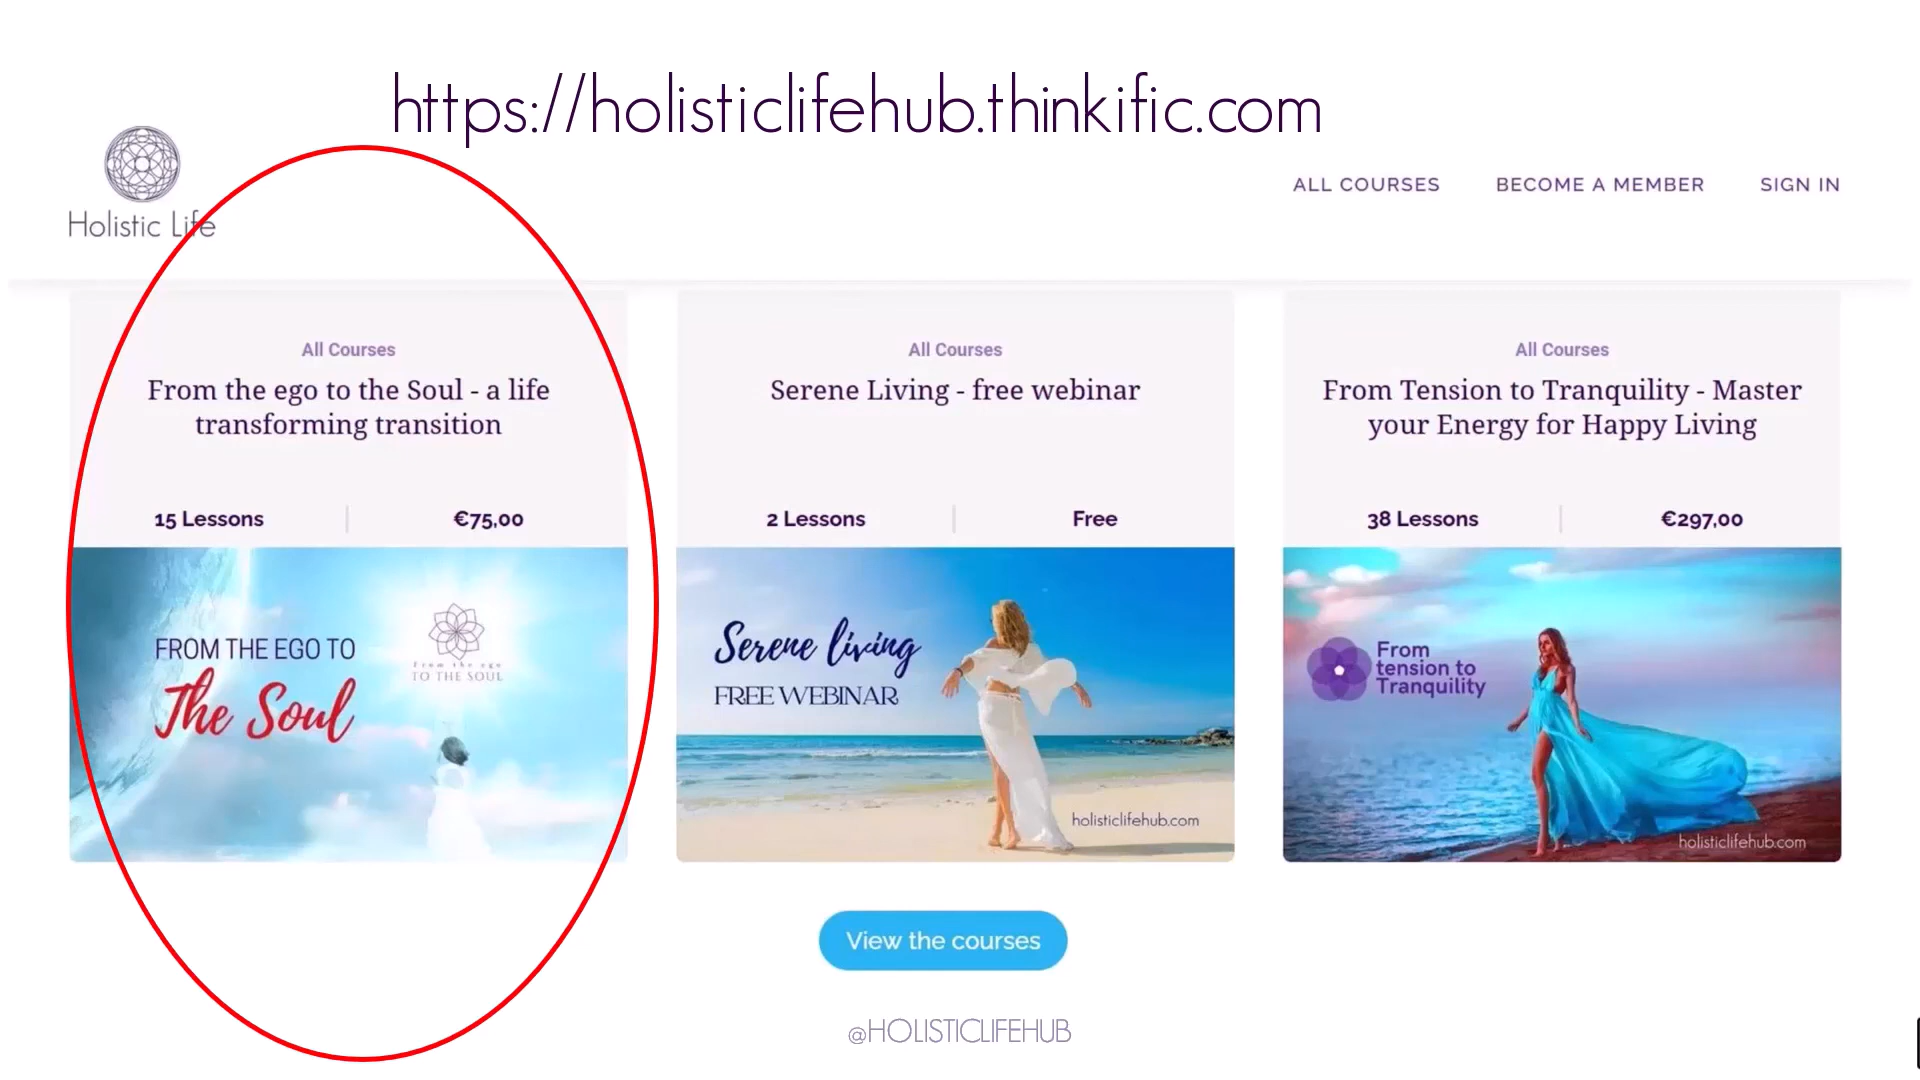 https://holisticlifehub.thinkific.com
Holistic Life
ALL COURSES BECOME A MEMBER SIGN IN
All Courses
From the ego to the Soul - a life
transforming transition
15 Lessons €75,00
FROM THE EGO TO
The Soul
From the ego
TO THE SOUL
All Courses
Serene Living - free webinar
2 Lessons Free
Serene living
FREE WEBINAR
holisticlifehub.com
All Courses
From Tension to Tranquility - Master
your Energy for Happy Living
38 Lessons €297,00
From
tension to
Tranquility
holisticlifehub.com
View the courses
@HOLISTICLIFEHUB